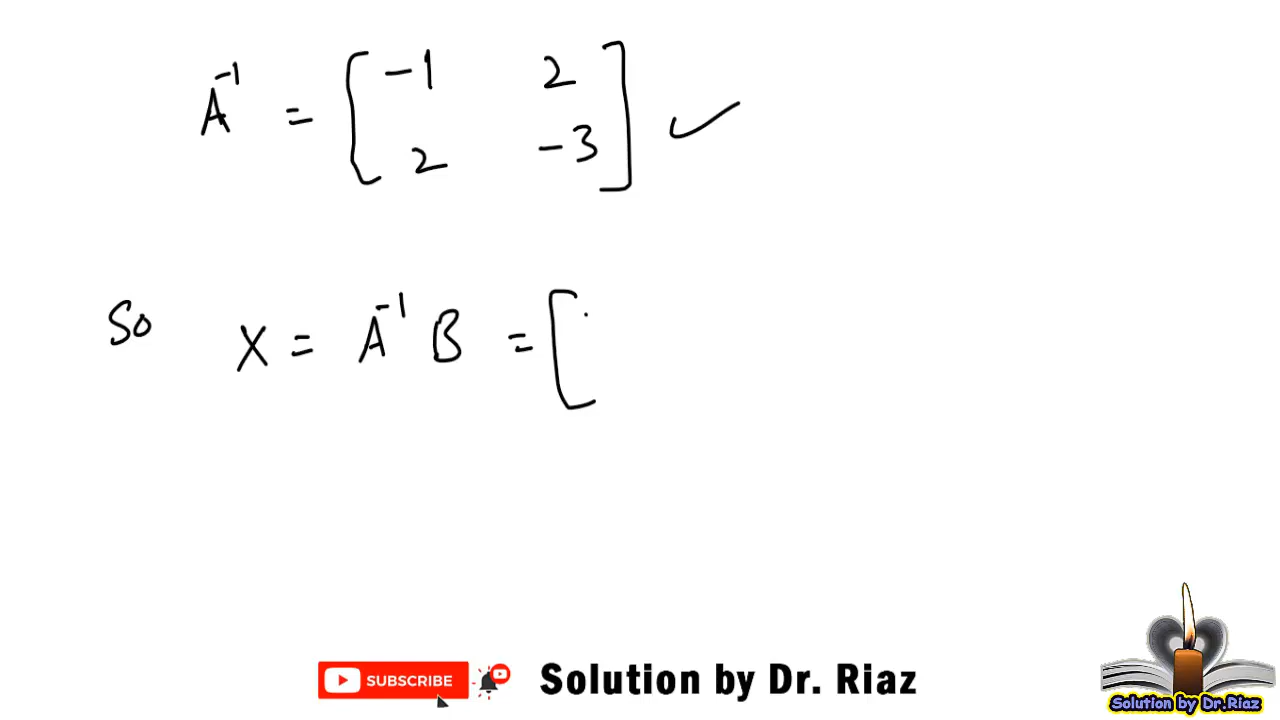 A⁻¹ = [ -1 2
2 -3 ] ✓
So X = A⁻¹ B = [
SUBSCRIBE
Solution by Dr. Riaz
Solution by Dr.Riaz